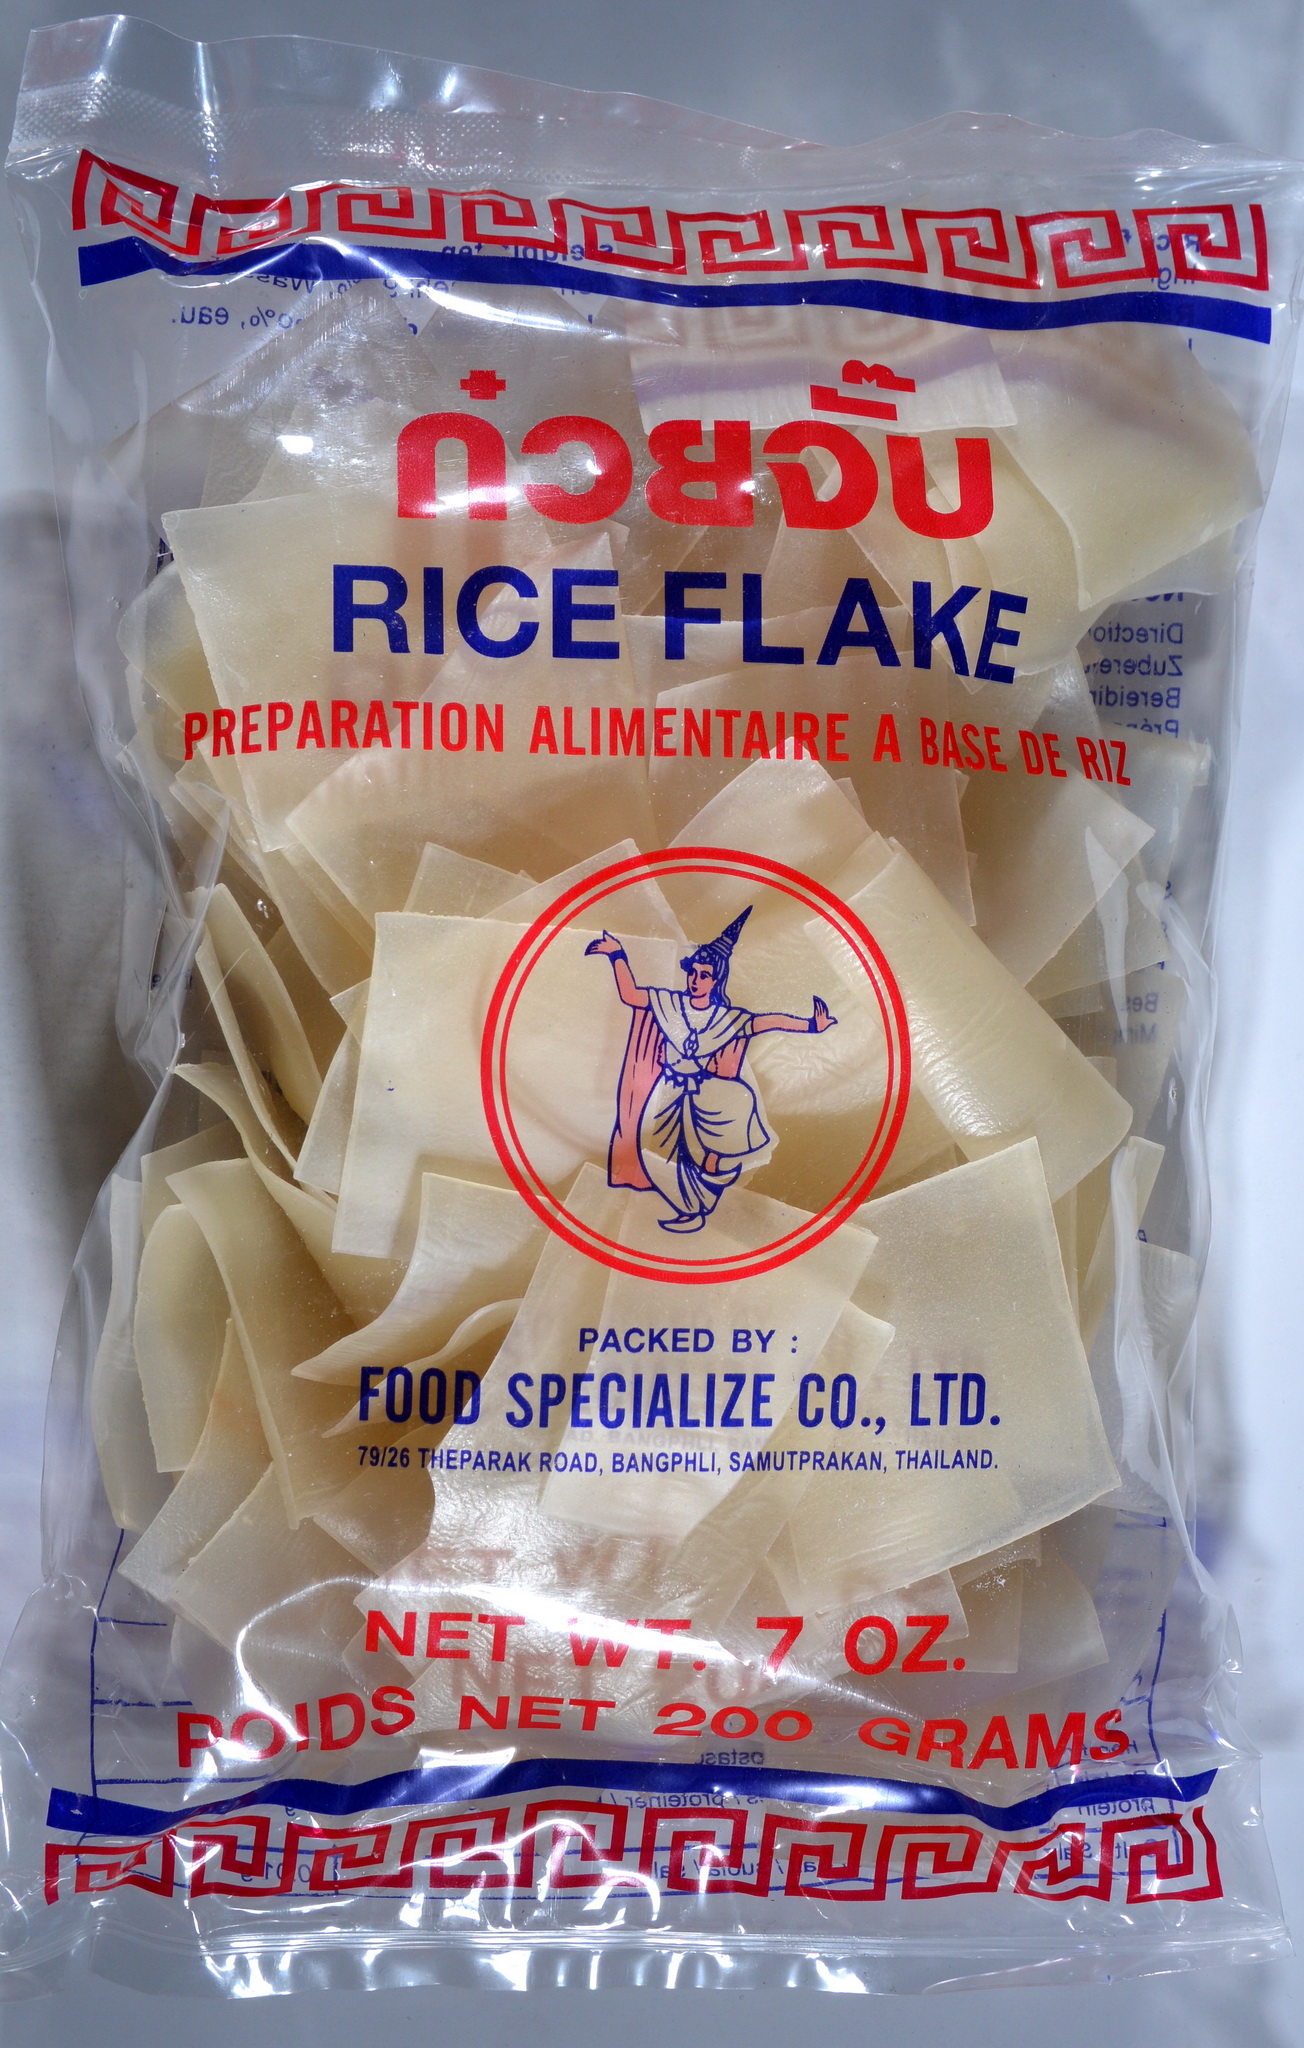 ก๋วยจั๊บ
RICE FLAKE
PREPARATION ALIMENTAIRE A BASE DE RIZ
PACKED BY :
FOOD SPECIALIZE CO., LTD.
79/26 THEPARAK ROAD, BANGPHLI, SAMUTPRAKAN, THAILAND.
NET WT. 7 OZ.
POIDS NET 200 GRAMS